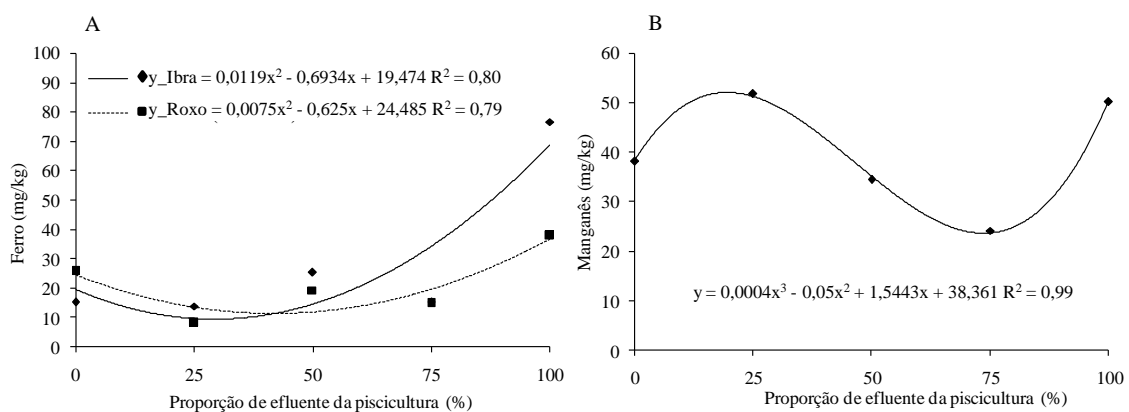 A
Ferro (mg/kg)
100
90
80
70
60
50
40
30
20
10
0
y_Ibra = 0,0119x² - 0,6934x + 19,474 R² = 0,80
y_Roxo = 0,0075x² - 0,625x + 24,485 R² = 0,79
0 25 50 75 100
Proporção de efluente da piscicultura (%)
B
Manganês (mg/kg)
60
50
40
30
20
10
0
y = 0,0004x³ - 0,05x² + 1,5443x + 38,361 R² = 0,99
0 25 50 75 100
Proporção de efluente da piscicultura (%)